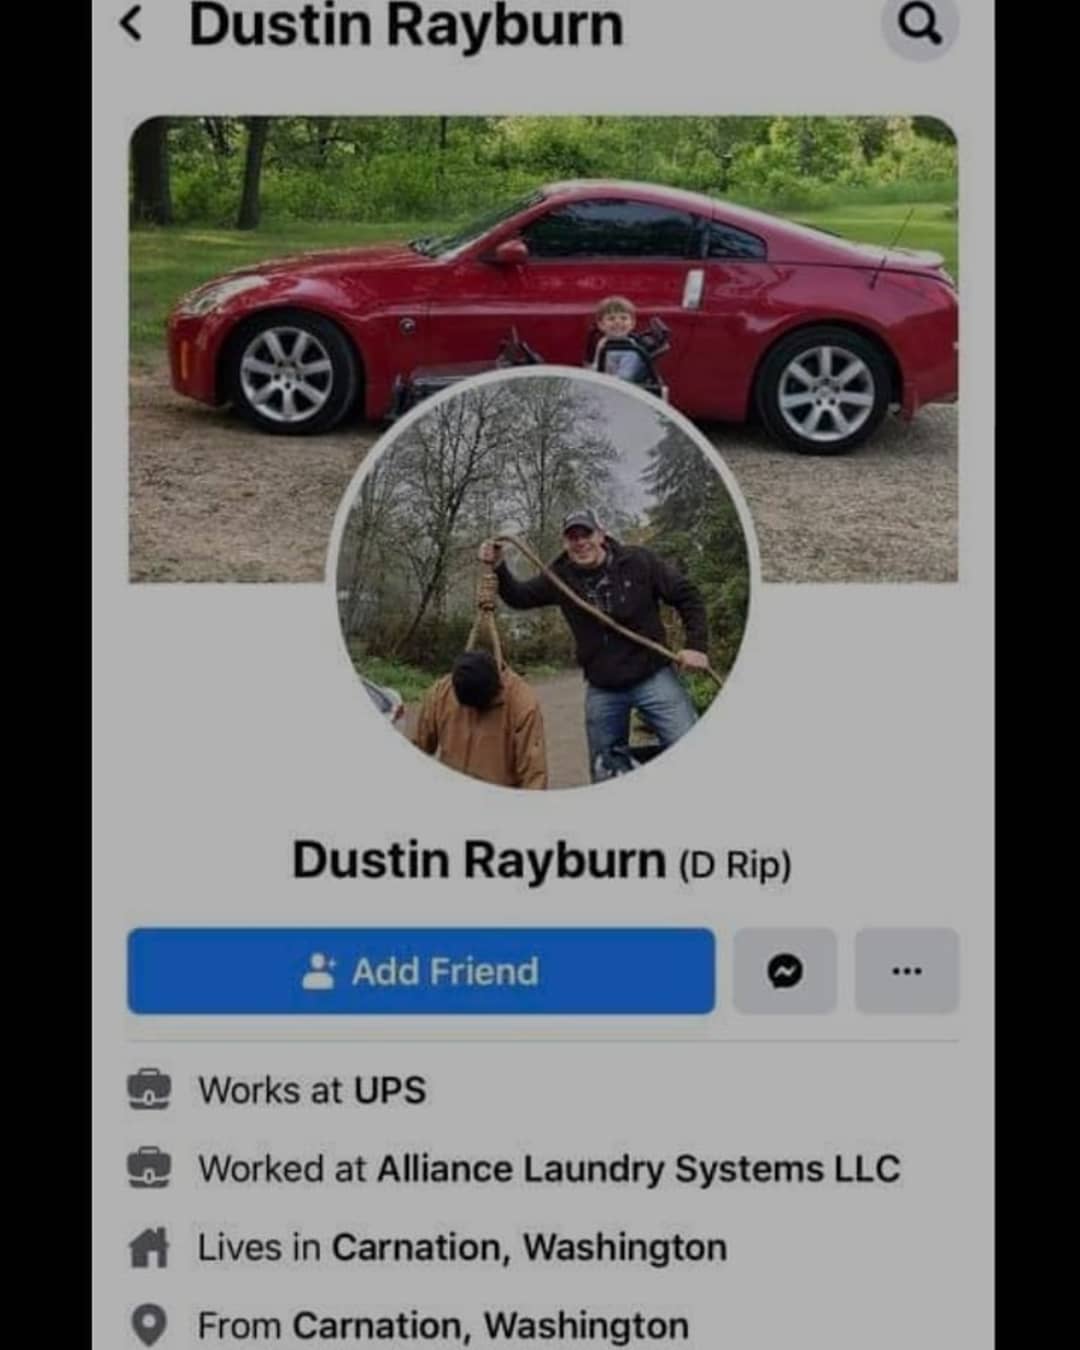 Dustin Rayburn
Dustin Rayburn (D Rip)
Add Friend
Works at UPS
Worked at Alliance Laundry Systems LLC
Lives in Carnation, Washington
From Carnation, Washington